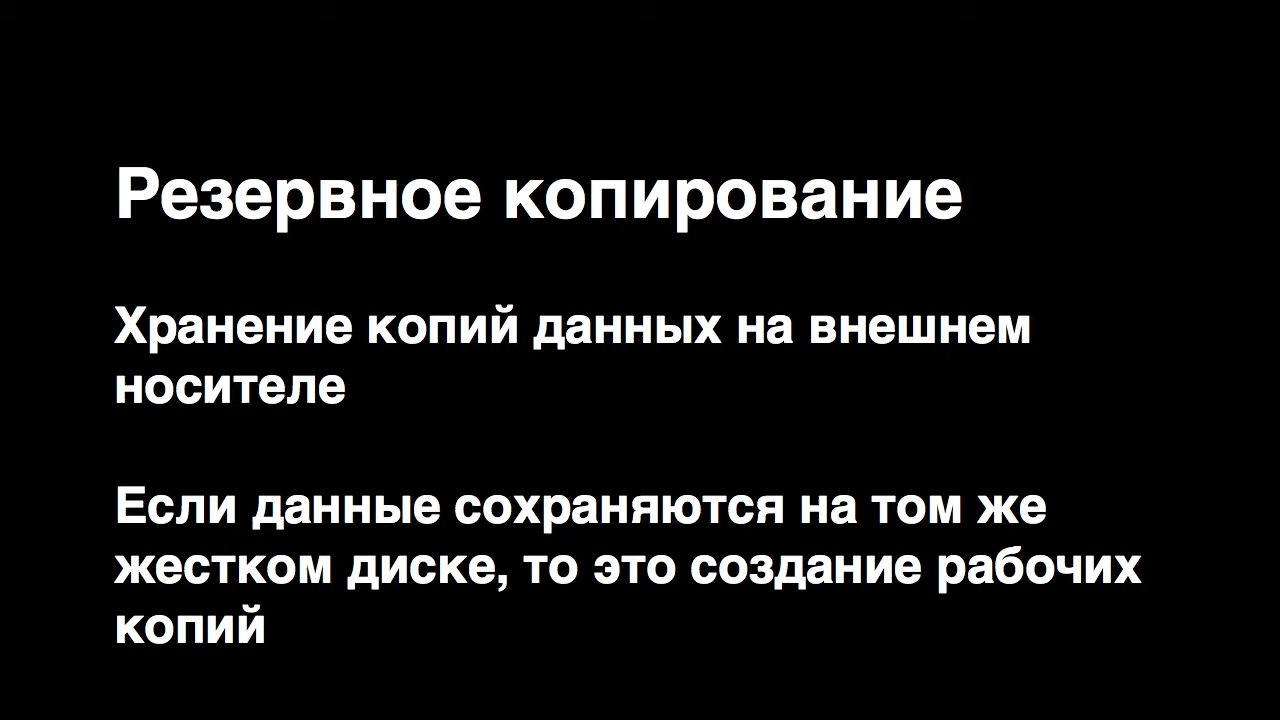 Резервное копирование
Хранение копий данных на внешнем
носителе
Если данные сохраняются на том же
жестком диске, то это создание рабочих
копий